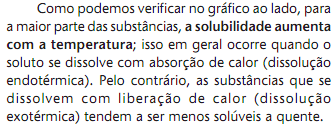 Como podemos verificar no gráfico ao lado, para
a maior parte das substâncias, a solubilidade aumenta
com a temperatura; isso em geral ocorre quando o
soluto se dissolve com absorção de calor (dissolução
endotérmica). Pelo contrário, as substâncias que se
dissolvem com liberação de calor (dissolução
exotérmica) tendem a ser menos solúveis a quente.